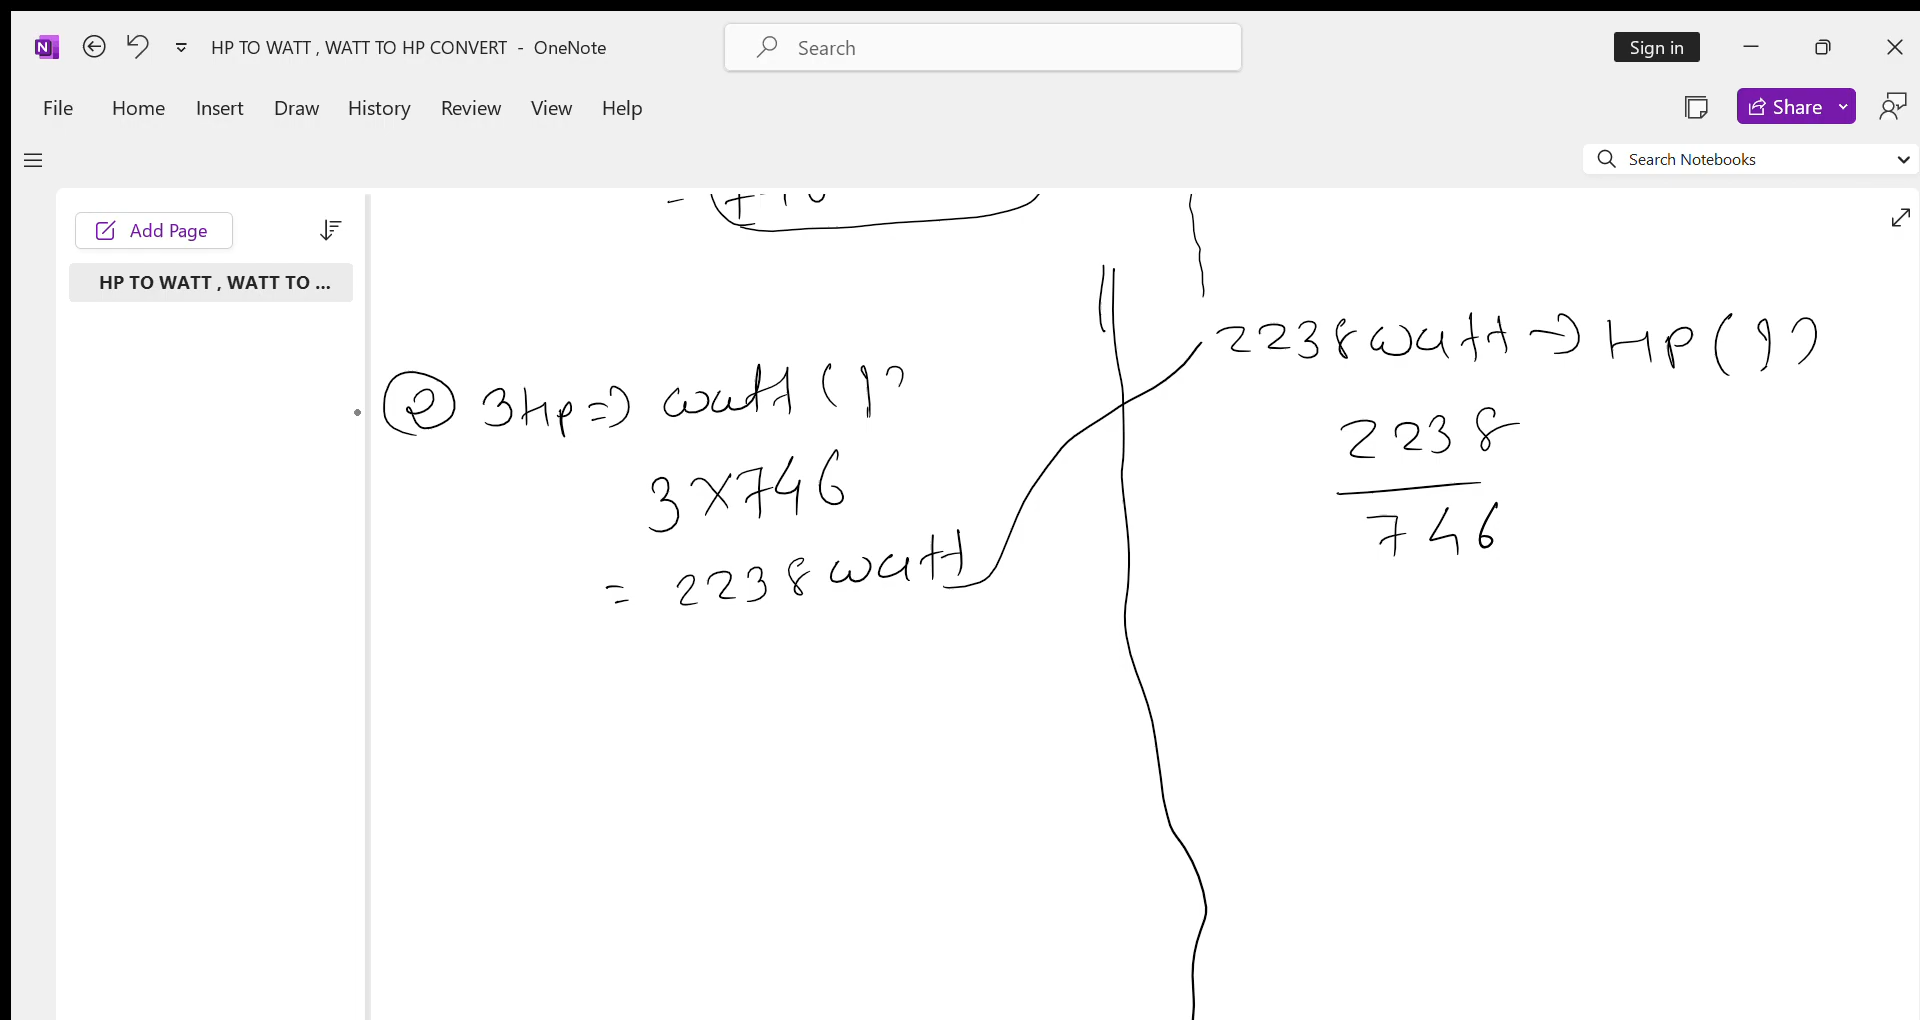 HP TO WATT , WATT TO HP CONVERT - OneNote
Search
Sign in
File Home Insert Draw History Review View Help
Share
Search Notebooks
Add Page
HP TO WATT , WATT TO ...
② 3Hp => watt ( )?
3X746
= 2238 watt
2238 watt -> HP ( ? )
2238
746